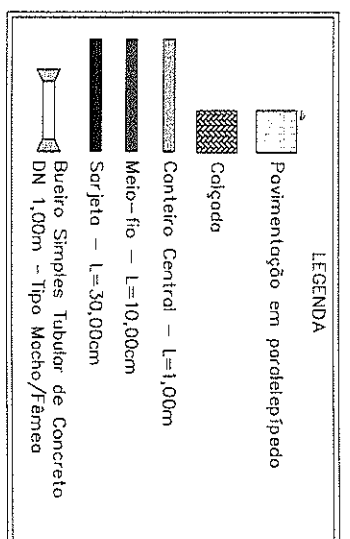 LEGENDA
Pavimentação em paralelepípedo
Calçada
Canteiro Central - L=1,00m
Meio-fio - L=10,00cm
Sarjeta - L=30,00cm
Bueiro Simples Tubular de Concreto
DN 1,00m - Tipo Macho/Fêmea